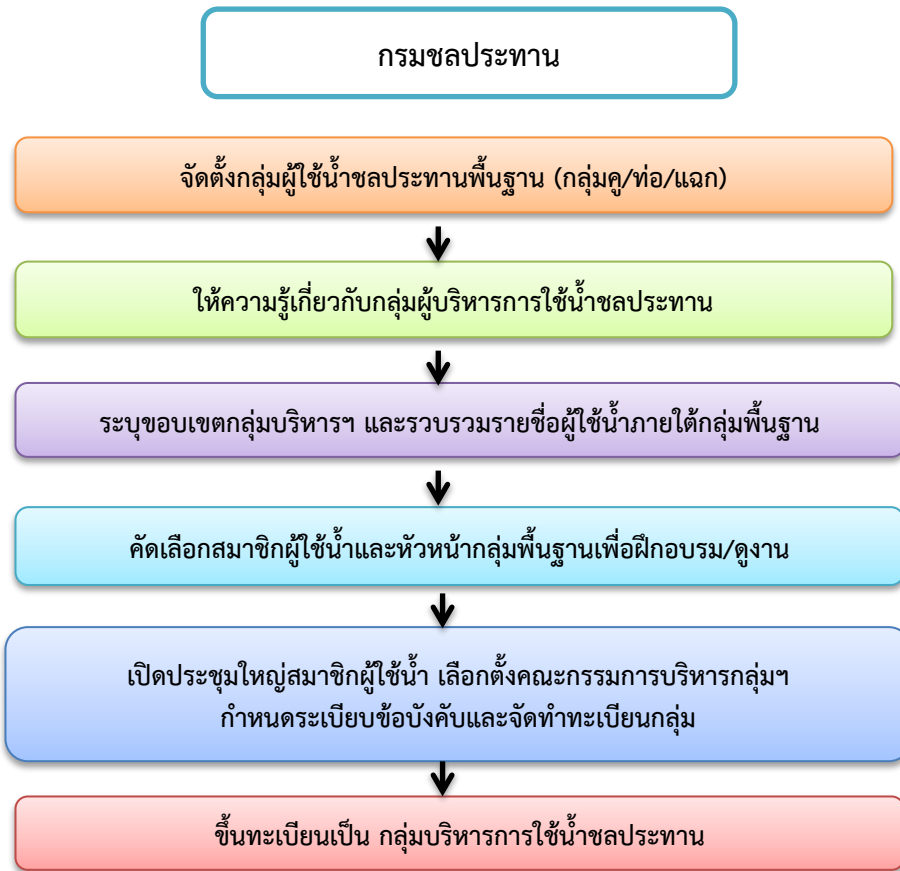 กรมชลประทาน
จัดตั้งกลุ่มผู้ใช้น้ำชลประทานพื้นฐาน (กลุ่มคู/ท่อ/แฉก)
ให้ความรู้เกี่ยวกับกลุ่มผู้บริหารการใช้น้ำชลประทาน
ระบุขอบเขตกลุ่มบริหารฯ และรวบรวมรายชื่อผู้ใช้น้ำภายใต้กลุ่มพื้นฐาน
คัดเลือกสมาชิกผู้ใช้น้ำและหัวหน้ากลุ่มพื้นฐานเพื่อฝึกอบรม/ดูงาน
เปิดประชุมใหญ่สมาชิกผู้ใช้น้ำ เลือกตั้งคณะกรรมการบริหารกลุ่มฯ
กำหนดระเบียบข้อบังคับและจัดทำทะเบียนกลุ่ม
ขึ้นทะเบียนเป็น กลุ่มบริหารการใช้น้ำชลประทาน